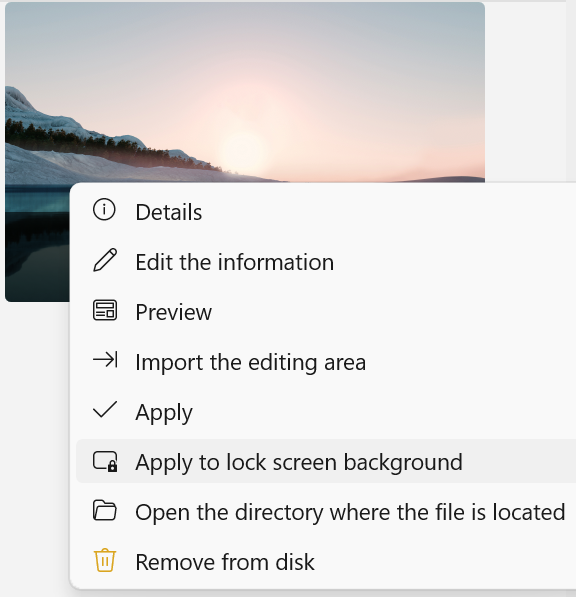 Details
Edit the information
Preview
Import the editing area
Apply
Apply to lock screen background
Open the directory where the file is located
Remove from disk